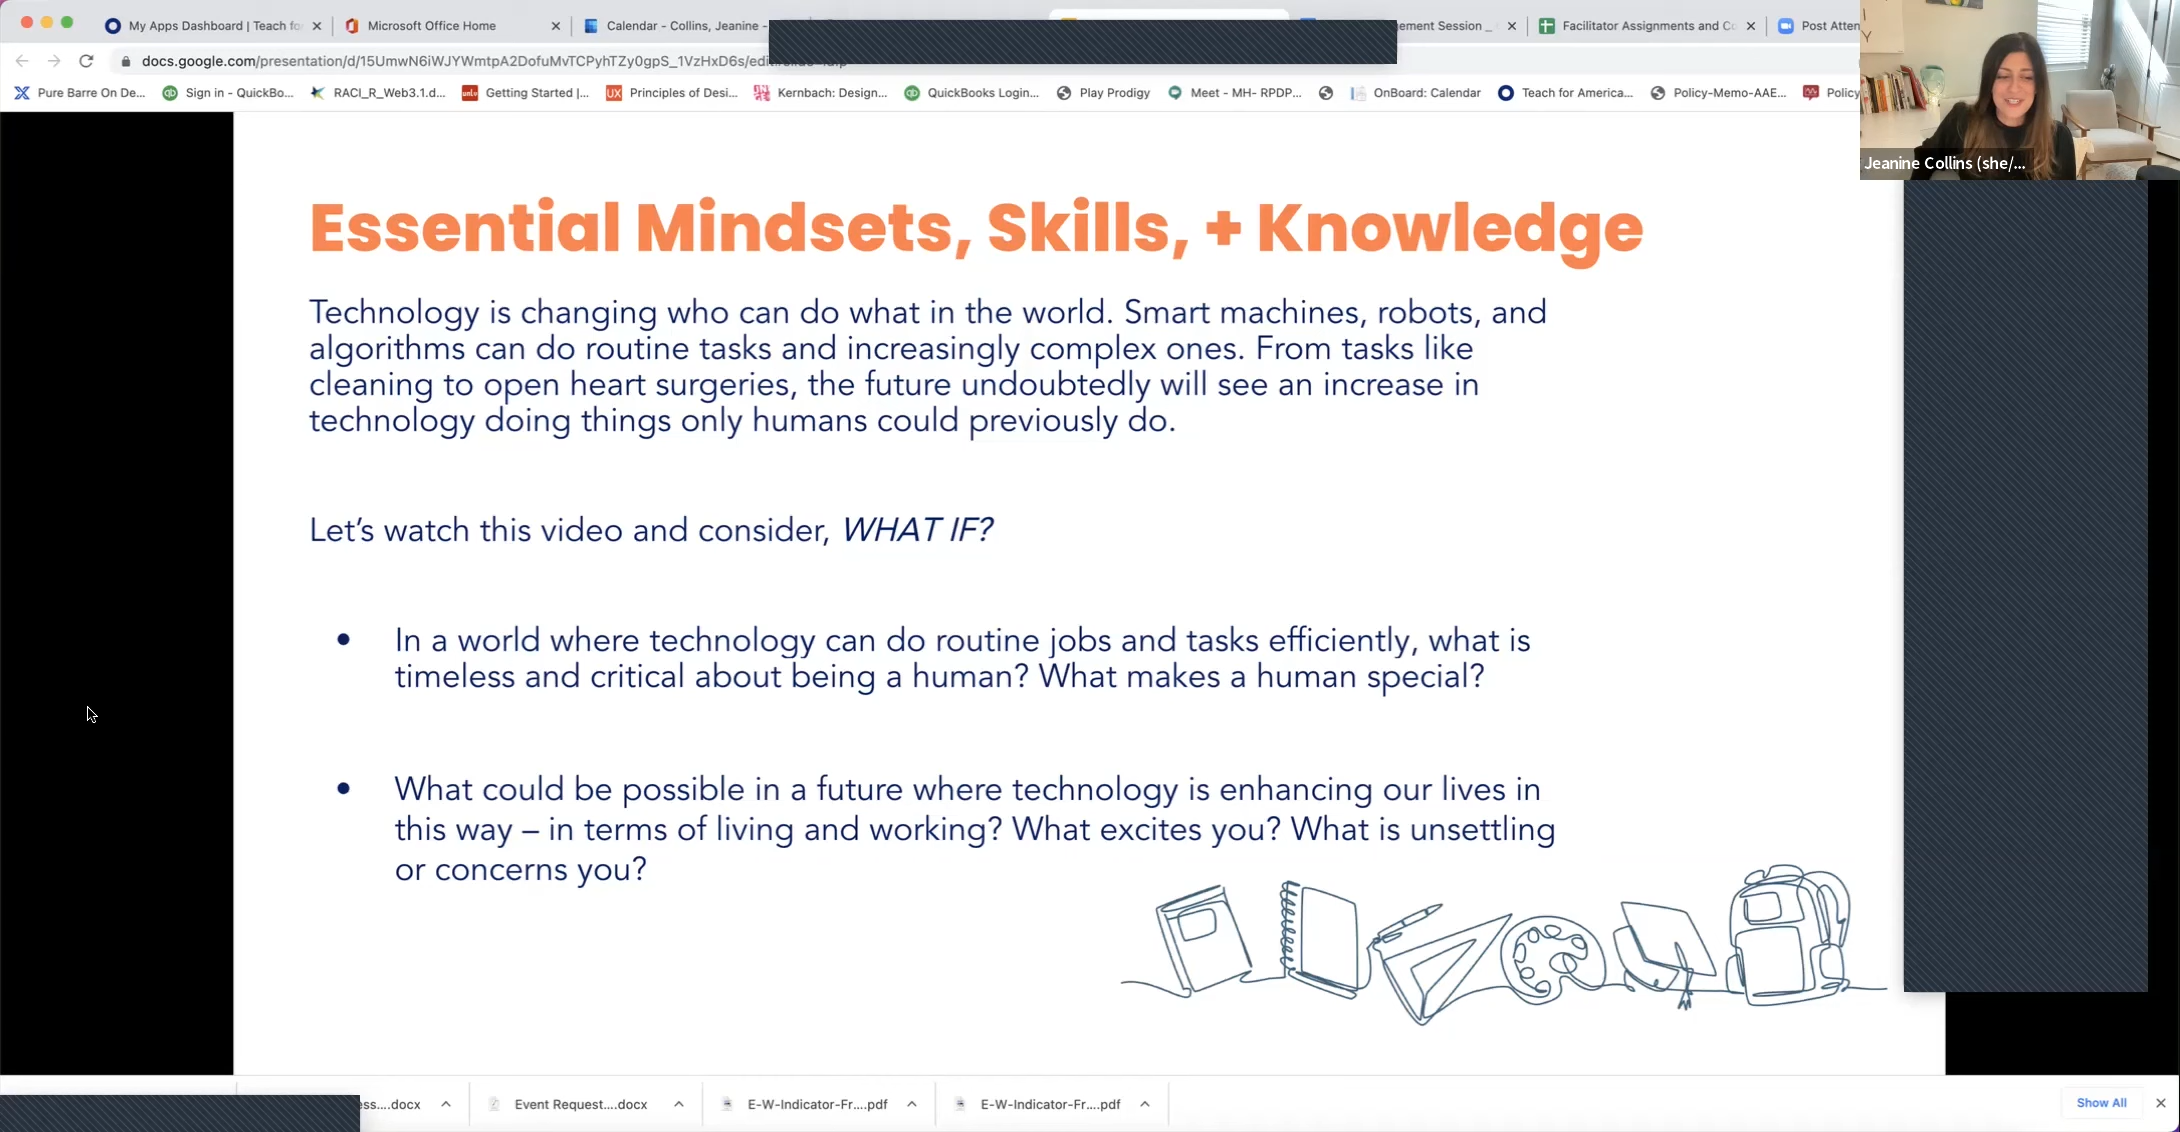 My Apps Dashboard | Teach fo
Microsoft Office Home
Calendar - Collins, Jeanine -
ement Session _
Facilitator Assignments and Co
Post Atten
docs.google.com/presentation/d/15UmwN6iWJYWmtpA2DofuMvTCPyhTZy0gpS_1VzHxD6s/edit
Pure Barre On De...
Sign in - QuickBo...
RACI_R_Web3.1.d...
Getting Started |...
UX Principles of Desi...
Kernbach: Design...
QuickBooks Login...
Play Prodigy
Meet - MH- RPDP...
OnBoard: Calendar
Teach for America...
Policy-Memo-AAE...
Policy
Jeanine Collins (she/...
Essential Mindsets, Skills, + Knowledge
Technology is changing who can do what in the world. Smart machines, robots, and
algorithms can do routine tasks and increasingly complex ones. From tasks like
cleaning to open heart surgeries, the future undoubtedly will see an increase in
technology doing things only humans could previously do.
Let’s watch this video and consider, WHAT IF?
• In a world where technology can do routine jobs and tasks efficiently, what is
timeless and critical about being a human? What makes a human special?
• What could be possible in a future where technology is enhancing our lives in
this way – in terms of living and working? What excites you? What is unsettling
or concerns you?
ess....docx
Event Request....docx
E-W-Indicator-Fr....pdf
E-W-Indicator-Fr....pdf
Show All